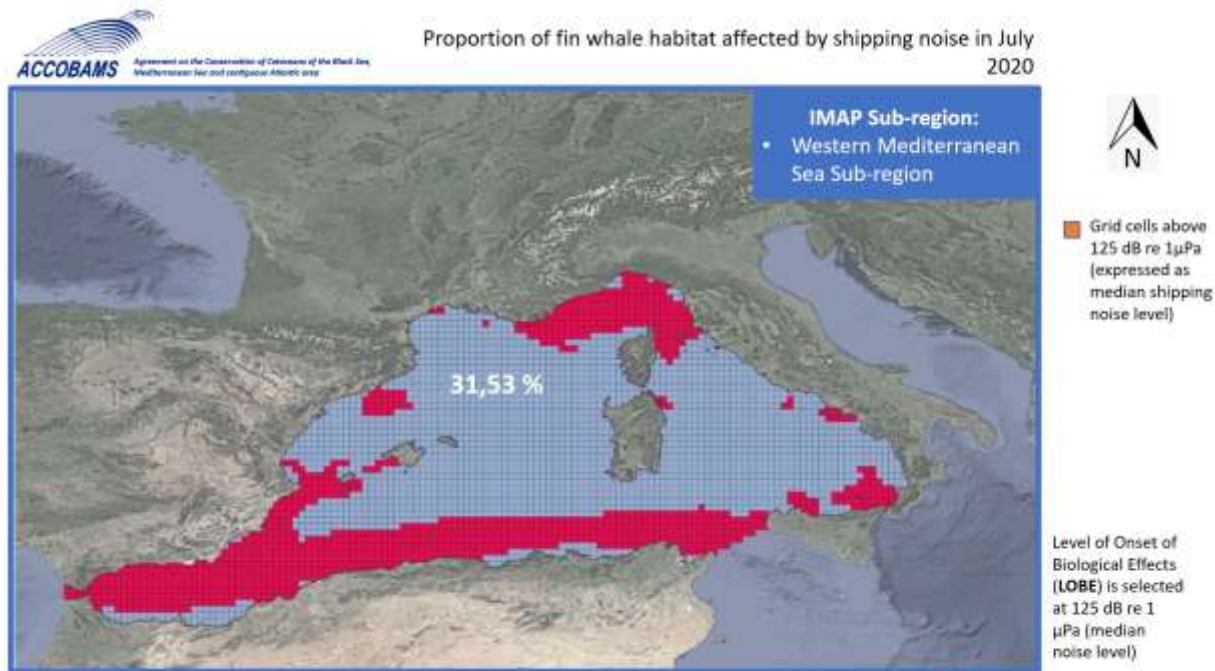 Proportion of fin whale habitat affected by shipping noise in July
2020
ACCOBAMS
Agreement on the Conservation of Cetaceans of the Black Sea,
Mediterranean Sea and contiguous Atlantic area
IMAP Sub-region:
• Western Mediterranean
Sea Sub-region
N
Grid cells above
125 dB re 1µPa
(expressed as
median shipping
noise level)
31,53 %
Level of Onset of
Biological Effects
(LOBE) is selected
at 125 dB re 1
µPa (median
noise level)